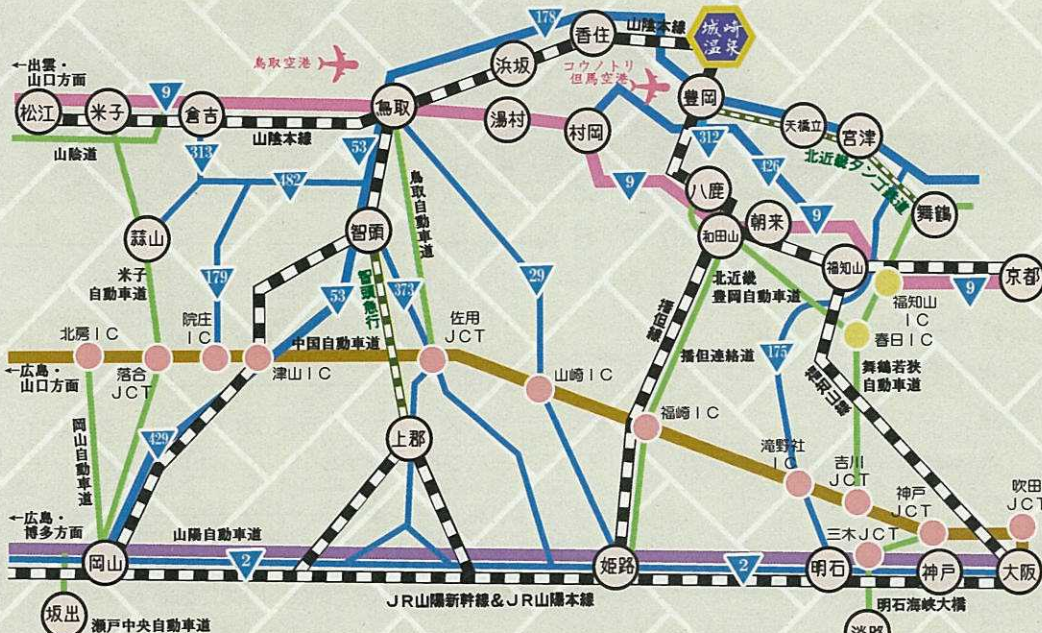 178
山陰本線
城崎
温泉
香住
鳥取空港
浜坂
コウノトリ
但馬空港
←出雲・
山口方面
9
松江
米子
倉吉
山陰本線
鳥取
湯村
村岡
豊岡
天橋立
宮津
山陰道
313
482
53
312
426
北近畿タンゴ鉄道
9
八鹿
舞鶴
蒜山
智頭
鳥取自動車道
和田山
朝来
9
米子
自動車道
179
53
智頭急行
373
29
北近畿
豊岡自動車道
福知山
京都
9
福知山
IC
北房IC
院庄
IC
中国自動車道
佐用
JCT
播但線
播但連絡道
175
春日IC
←広島・
山口方面
落合
JCT
津山IC
山崎IC
舞鶴若狭
自動車道
福知山線
福崎IC
岡山自動車道
429
上郡
滝野社
IC
吉川
JCT
神戸
JCT
吹田
JCT
←広島・
博多方面
山陽自動車道
三木JCT
岡山
2
姫路
2
明石
神戸
大阪
JR山陽新幹線&JR山陽本線
明石海峡大橋
坂出
瀬戸中央自動車道
淡路